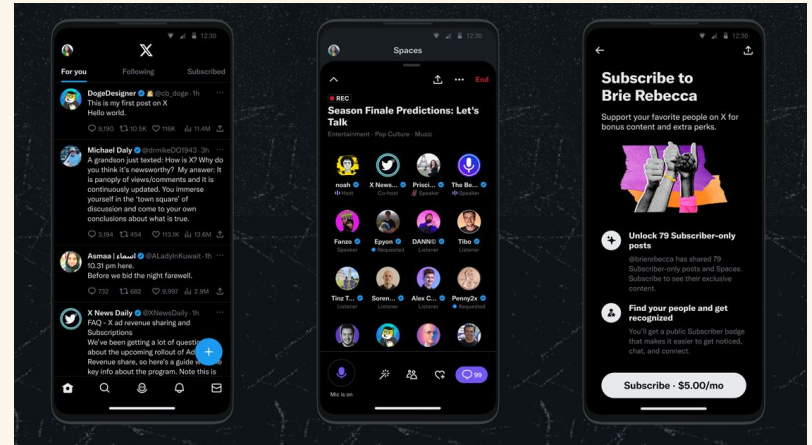 12:30
X
For you Following Subscribed
DogeDesigner @cb_doge · 1h
This is my first post on X
Hello world.
9,190 10.5K 116K 11.4M
Michael Daly @drmikeDO1943 · 3h
A grandson just texted: How is X? Why do
you think it's newsworthy? My answer: It
is panoply of views/comments and it is
continuously updated. You immerse
yourself in the 'town square' of
discussion and come to your own
conclusions about what is true.
3,194 454 113.1K 13.6M
Asmaa | اسماء @ALadyInKuwait · 1h
10.31 pm here.
Before we bid the night farewell.
732 682 9,997 2.9M
X News Daily @XNewsDaily · 1h
FAQ - X ad revenue sharing and
Subscriptions
We've been getting a lot of
about the upcoming rollout of Ad
Revenue share, so here's a guide
key info about the program. Note this is
12:30
Spaces
End
REC
Season Finale Predictions: Let's
Talk
Entertainment · Pop Culture · Music
noah X News... Prisci... The Be...
Host Co-host Speaker Speaker
Fanzo Epyon DANN© Tibo
Speaker Requested Listener Listener
Tinz T... Soren... Alex C... Penny2x
Listener Listener Listener Requested
99
Mic is on
12:30
Subscribe to
Brie Rebecca
Support your favorite people on X for
bonus content and extra perks.
Unlock 79 Subscriber-only
posts
@brierebecca has shared 79
Subscriber-only posts and Spaces.
Subscribe to see their exclusive
content.
Find your people and get
recognized
You'll get a public Subscriber badge
that makes it easier to get noticed,
chat, and connect.
Subscribe · $5.00/mo